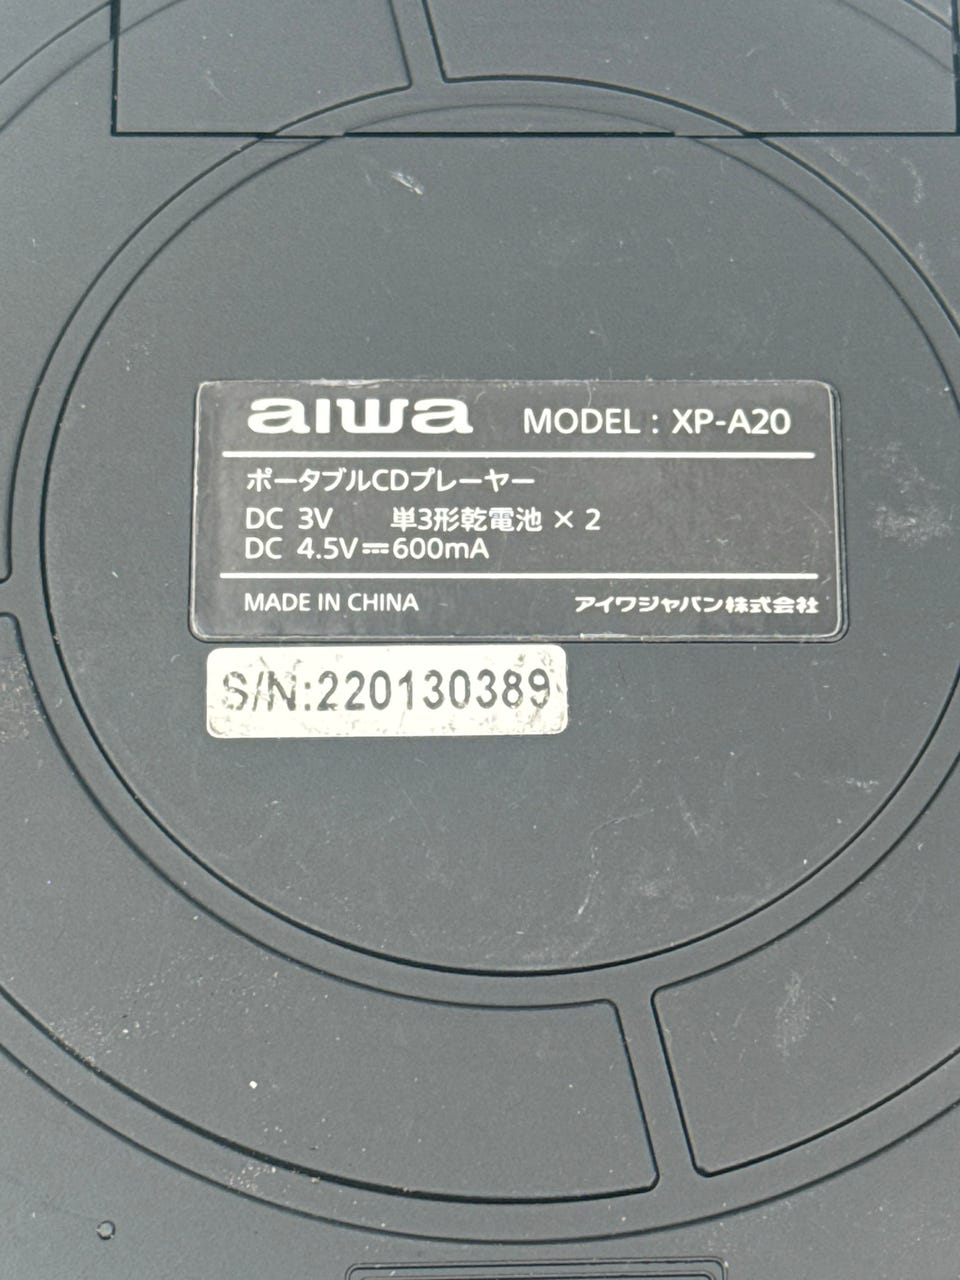 aiwa MODEL : XP-A20
ポータブルCDプレーヤー
DC 3V 単3形乾電池 × 2
DC 4.5V⎓600mA
MADE IN CHINA アイワジャパン株式会社
S/N:220130389